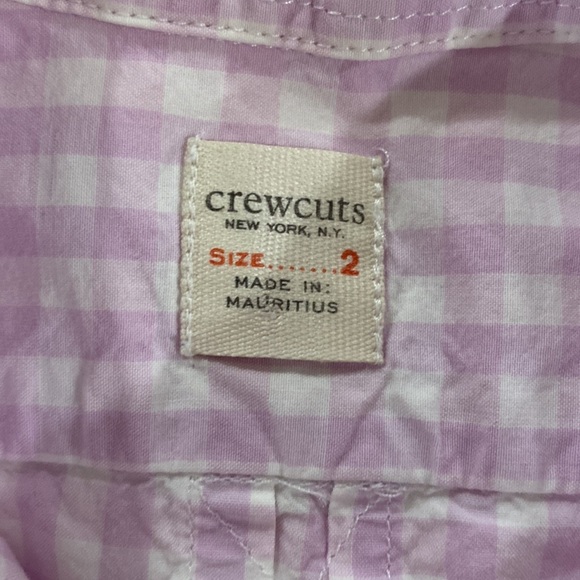 crewcuts
NEW YORK, N.Y.
SIZE.......2
MADE IN:
MAURITIUS